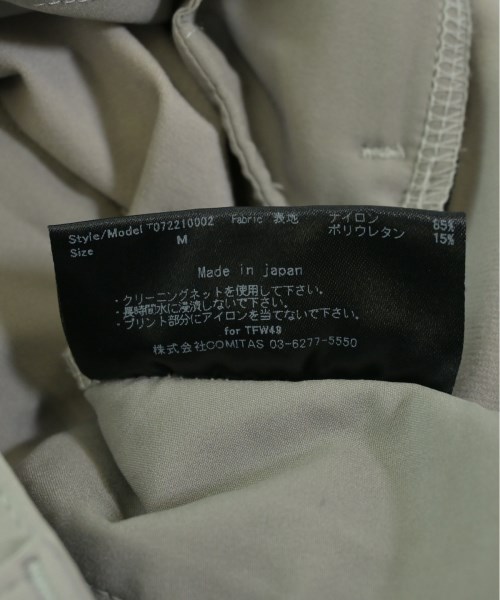 Style/Model T072210002 Fabric 表地 ナイロン 85%
Size M ポリウレタン 15%
Made in japan
・クリーニングネットを使用して下さい。
・長時間水に浸漬しないで下さい。
・プリント部分にアイロンを当てないで下さい。
for TFW49
株式会社COMITAS 03-6277-5550